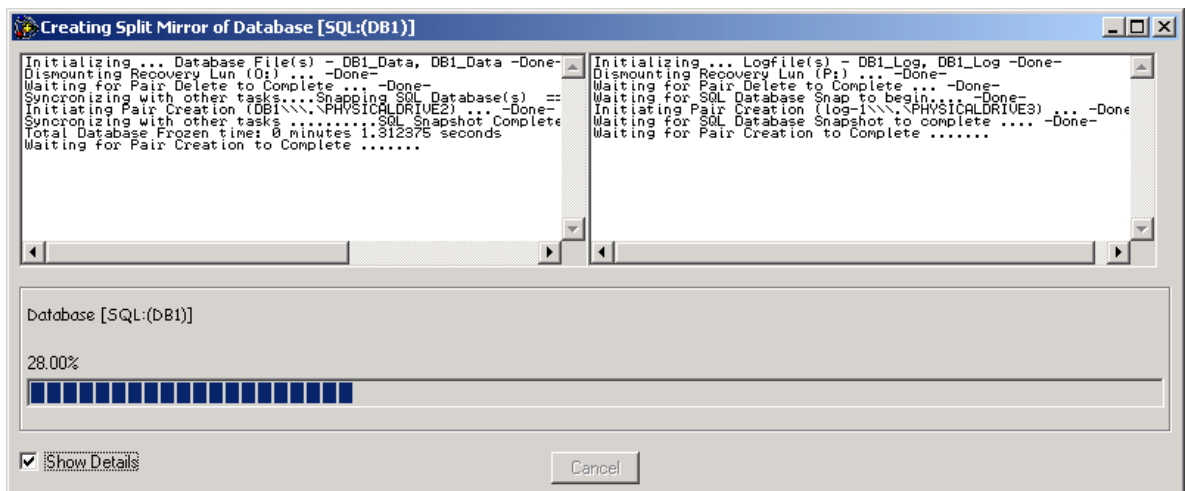 Creating Split Mirror of Database [SQL:(DB1)]
Initializing ... Database File(s) - DB1_Data, DB1_Data -Done-
Dismounting Recovery Lun (O:) ... -Done-
Waiting for Pair Delete to Complete ... -Done-
Syncronizing with other tasks....Snapping SQL Database(s) ==
Initiating Pair Creation (DB1\\\.\PHYSICALDRIVE2) ... -Done-
Syncronizing with other tasks ..........SQL Snapshot Complete
Total Database Frozen time: 0 minutes 1.312375 seconds
Waiting for Pair Creation to Complete .......
Initializing ... Logfile(s) - DB1_Log, DB1_Log -Done-
Dismounting Recovery Lun (P:) ... -Done-
Waiting for Pair Delete to Complete ... -Done-
Waiting for SQL Database Snap to begin.... -Done-
Initiating Pair Creation (log-1\\\.\PHYSICALDRIVE3) ... -Done
Waiting for SQL Database Snapshot to complete .... -Done-
Waiting for Pair Creation to Complete .......
Database [SQL:(DB1)]
28.00%
Show Details
Cancel